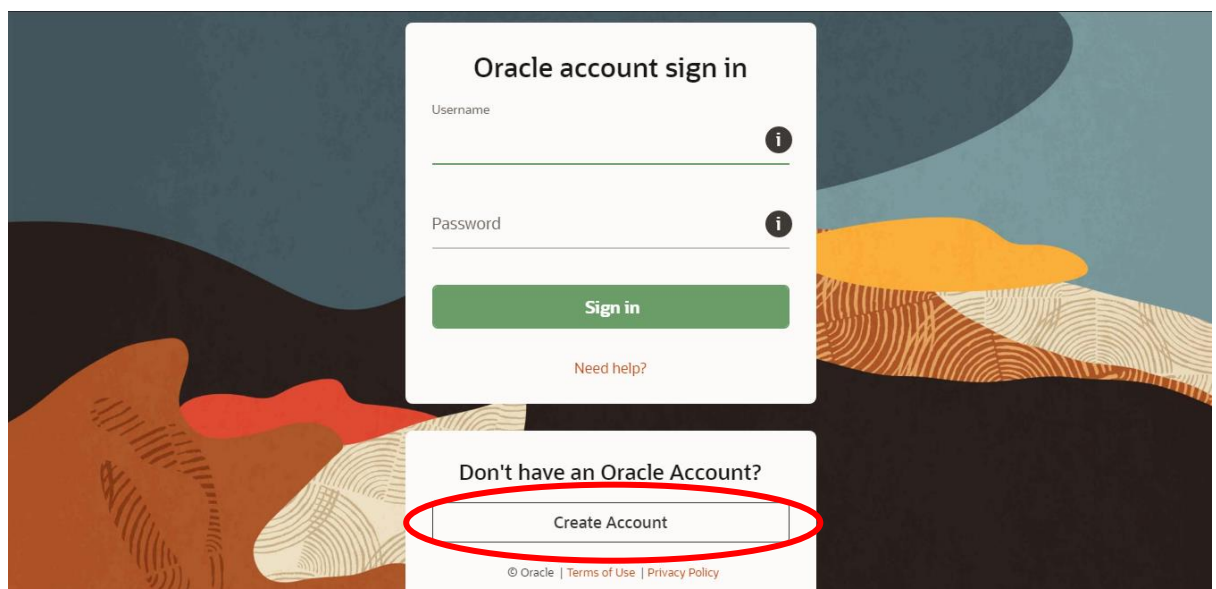 Oracle account sign in
Username
i
Password
i
Sign in
Need help?
Don't have an Oracle Account?
Create Account
© Oracle | Terms of Use | Privacy Policy